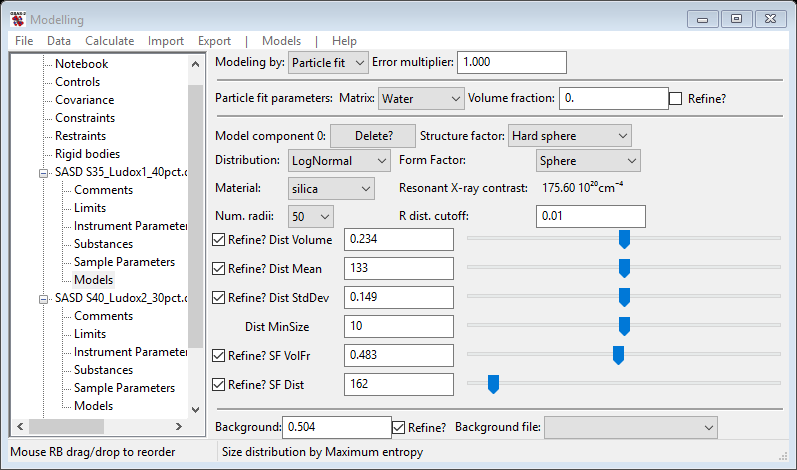 GSAS-2
Modelling
File Data Calculate Import Export | Models | Help
Notebook
Controls
Covariance
Constraints
Restraints
Rigid bodies
SASD S35_Ludox1_40pct.
Comments
Limits
Instrument Parameter
Substances
Sample Parameters
Models
SASD S40_Ludox2_30pct.
Comments
Limits
Instrument Parameter
Substances
Sample Parameters
Models
Modeling by: Particle fit Error multiplier: 1.000
Particle fit parameters: Matrix: Water Volume fraction: 0. Refine?
Model component 0: Delete? Structure factor: Hard sphere
Distribution: LogNormal Form Factor: Sphere
Material: silica Resonant X-ray contrast: 175.60 10²⁰cm⁻⁴
Num. radii: 50 R dist. cutoff: 0.01
Refine? Dist Volume 0.234
Refine? Dist Mean 133
Refine? Dist StdDev 0.149
Dist MinSize 10
Refine? SF VolFr 0.483
Refine? SF Dist 162
Background: 0.504 Refine? Background file:
Mouse RB drag/drop to reorder Size distribution by Maximum entropy